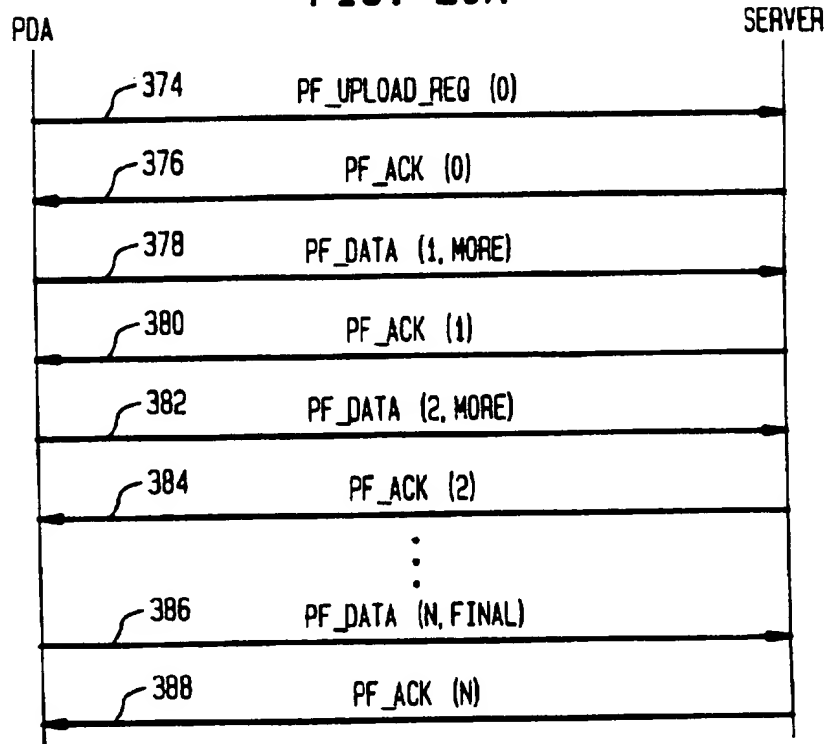 PDA
SERVER
374 PF_UPLOAD_REQ (0)
376 PF_ACK (0)
378 PF_DATA (1, MORE)
380 PF_ACK (1)
382 PF_DATA (2, MORE)
384 PF_ACK (2)
386 PF_DATA (N, FINAL)
388 PF_ACK (N)